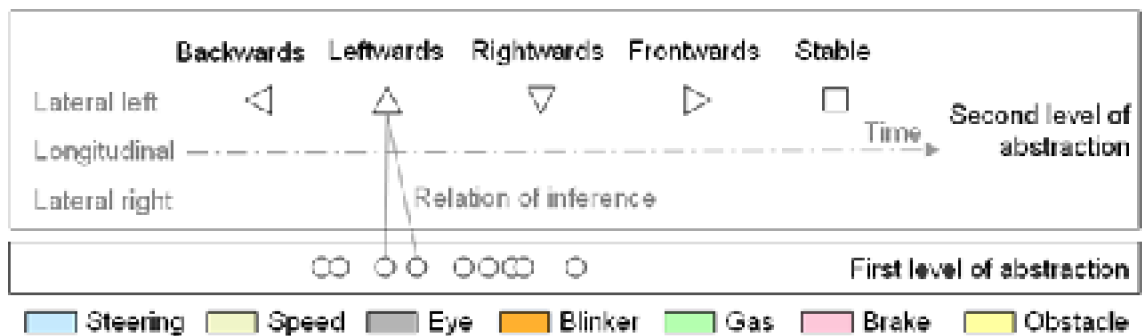 Backwards Leftwards Rightwards Frontwards Stable
Lateral left
Second level of
Time
Longitudinal
abstraction
Lateral right
Relation of inference
First level of abstraction
Steering Speed Eye Blinker Gas Brake Obstacle